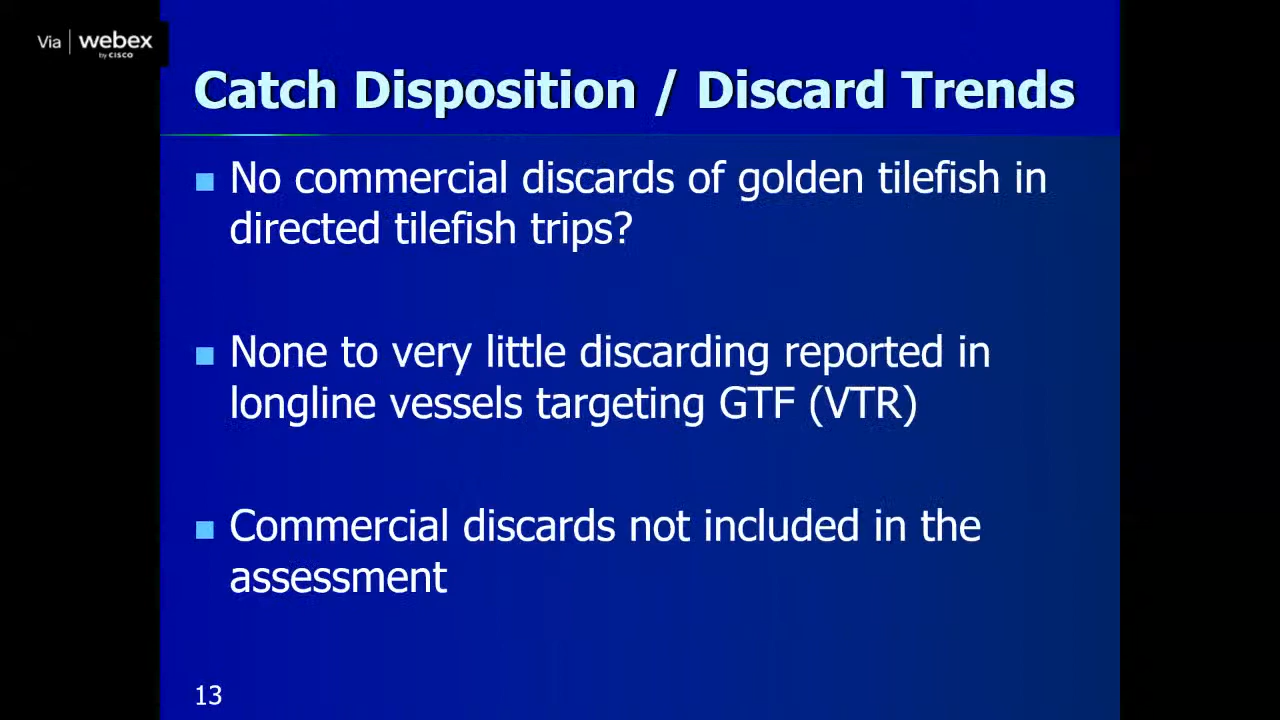 Via | webex
by CISCO
Catch Disposition / Discard Trends
No commercial discards of golden tilefish in
directed tilefish trips?
None to very little discarding reported in
longline vessels targeting GTF (VTR)
Commercial discards not included in the
assessment
13